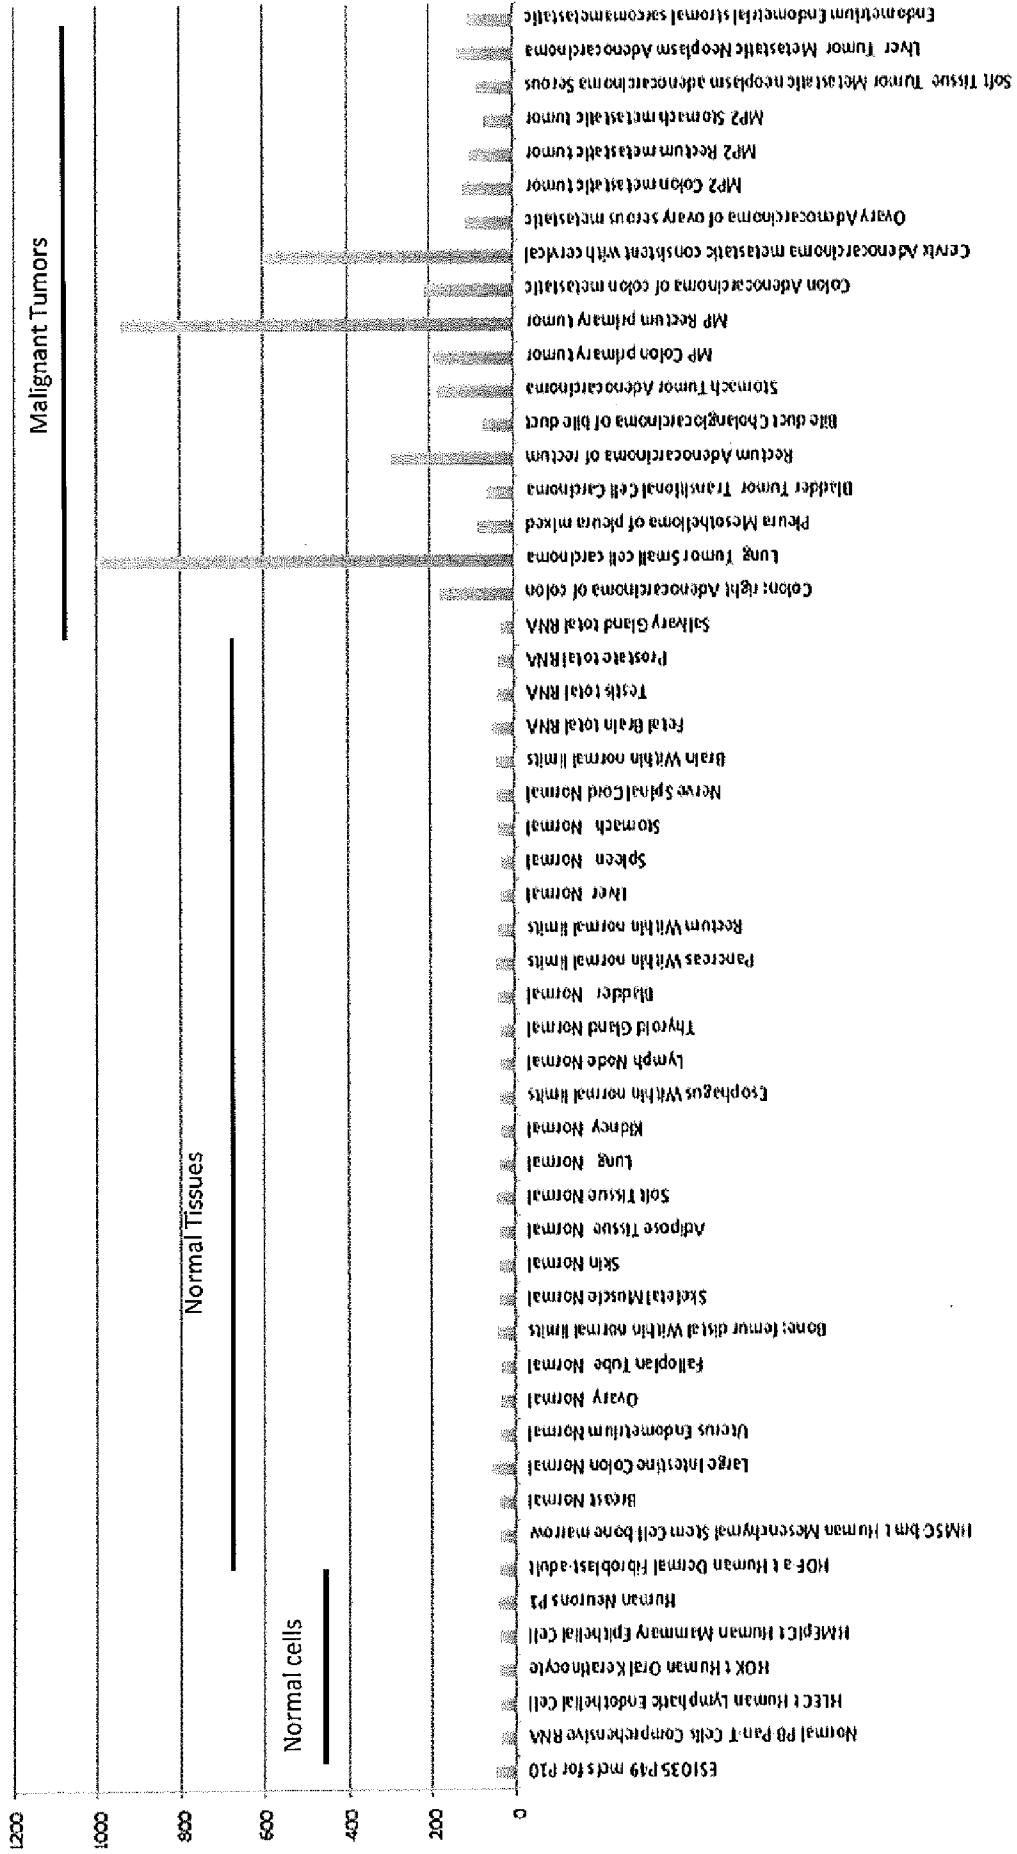 1200
1000
800
600
400
200
0
Normal cells
Normal Tissues
Malignant Tumors
ES1035 P49 mcfs for P10
Normal PB Pan-T Cells Comprehensive RNA
HLEC t Human Lymphatic Endothelial Cell
HOK t Human Oral Keratinocyte
HMEpiC t Human Mammary Epithelial Cell
Human Neurons P1
HDF-a t Human Dermal Fibroblast-adult
HMSC-bm t Human Mesenchymal Stem Cell bone marrow
Breast Normal
Large Intestine Colon Normal
Uterus Endometrium Normal
Ovary Normal
Fallopian Tube Normal
Bone; femur distal Within normal limits
Skeletal Muscle Normal
Skin Normal
Adipose Tissue Normal
Soft Tissue Normal
Lung Normal
Kidney Normal
Esophagus Within normal limits
Lymph Node Normal
Thyroid Gland Normal
Bladder Normal
Pancreas Within normal limits
Rectum Within normal limits
Liver Normal
Spleen Normal
Stomach Normal
Nerve Spinal Cord Normal
Brain Within normal limits
Fetal Brain total RNA
Testis total RNA
Prostate total RNA
Salivary Gland total RNA
Colon; right Adenocarcinoma of colon
Lung Tumor Small cell carcinoma
Pleura Mesothelioma of pleura mixed
Bladder Tumor Transitional Cell Carcinoma
Rectum Adenocarcinoma of rectum
Bile duct Cholangiocarcinoma of bile duct
Stomach Tumor Adenocarcinoma
MP Colon primary tumor
MP Rectum primary tumor
Colon Adenocarcinoma of colon metastatic
Cervix Adenocarcinoma metastatic consistent with cervical
Ovary Adenocarcinoma of ovary serous metastatic
MP2 Colon metastatic tumor
MP2 Rectum metastatic tumor
MP2 Stomach metastatic tumor
Soft Tissue Tumor Metastatic neoplasm adenocarcinoma Serous
Liver Tumor Metastatic Neoplasm Adenocarcinoma
Endometrium Endometrial stromal sarcoma metastatic